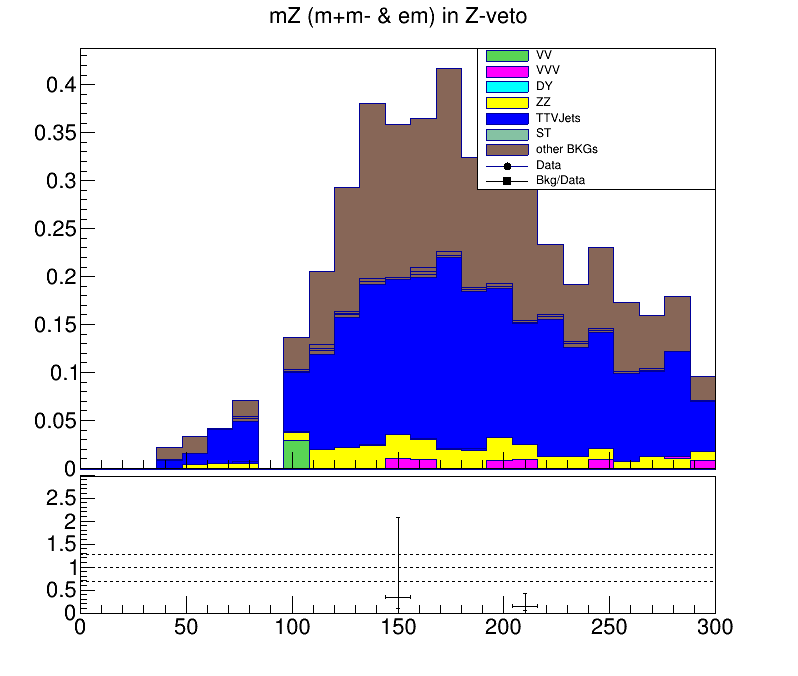 mZ (m+m- & em) in Z-veto
VV
VVV
DY
ZZ
TTVJets
ST
other BKGs
Data
Bkg/Data
0.4
0.35
0.3
0.25
0.2
0.15
0.1
0.05
0
2.5
2
1.5
1
0.5
0
0 50 100 150 200 250 300